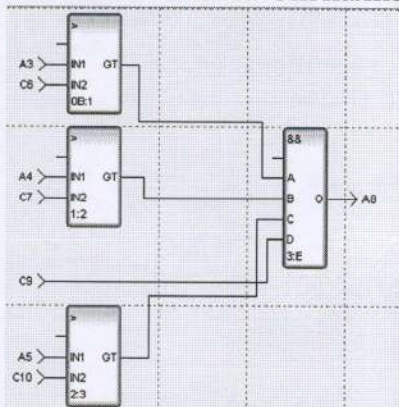 >
A3 IN1 GT
C6 IN2
0B:1
>
A4 IN1 GT
C7 IN2
1:2
&&
A
B O A8
C
D
3:E
C9
>
A5 IN1 GT
C10 IN2
2:3